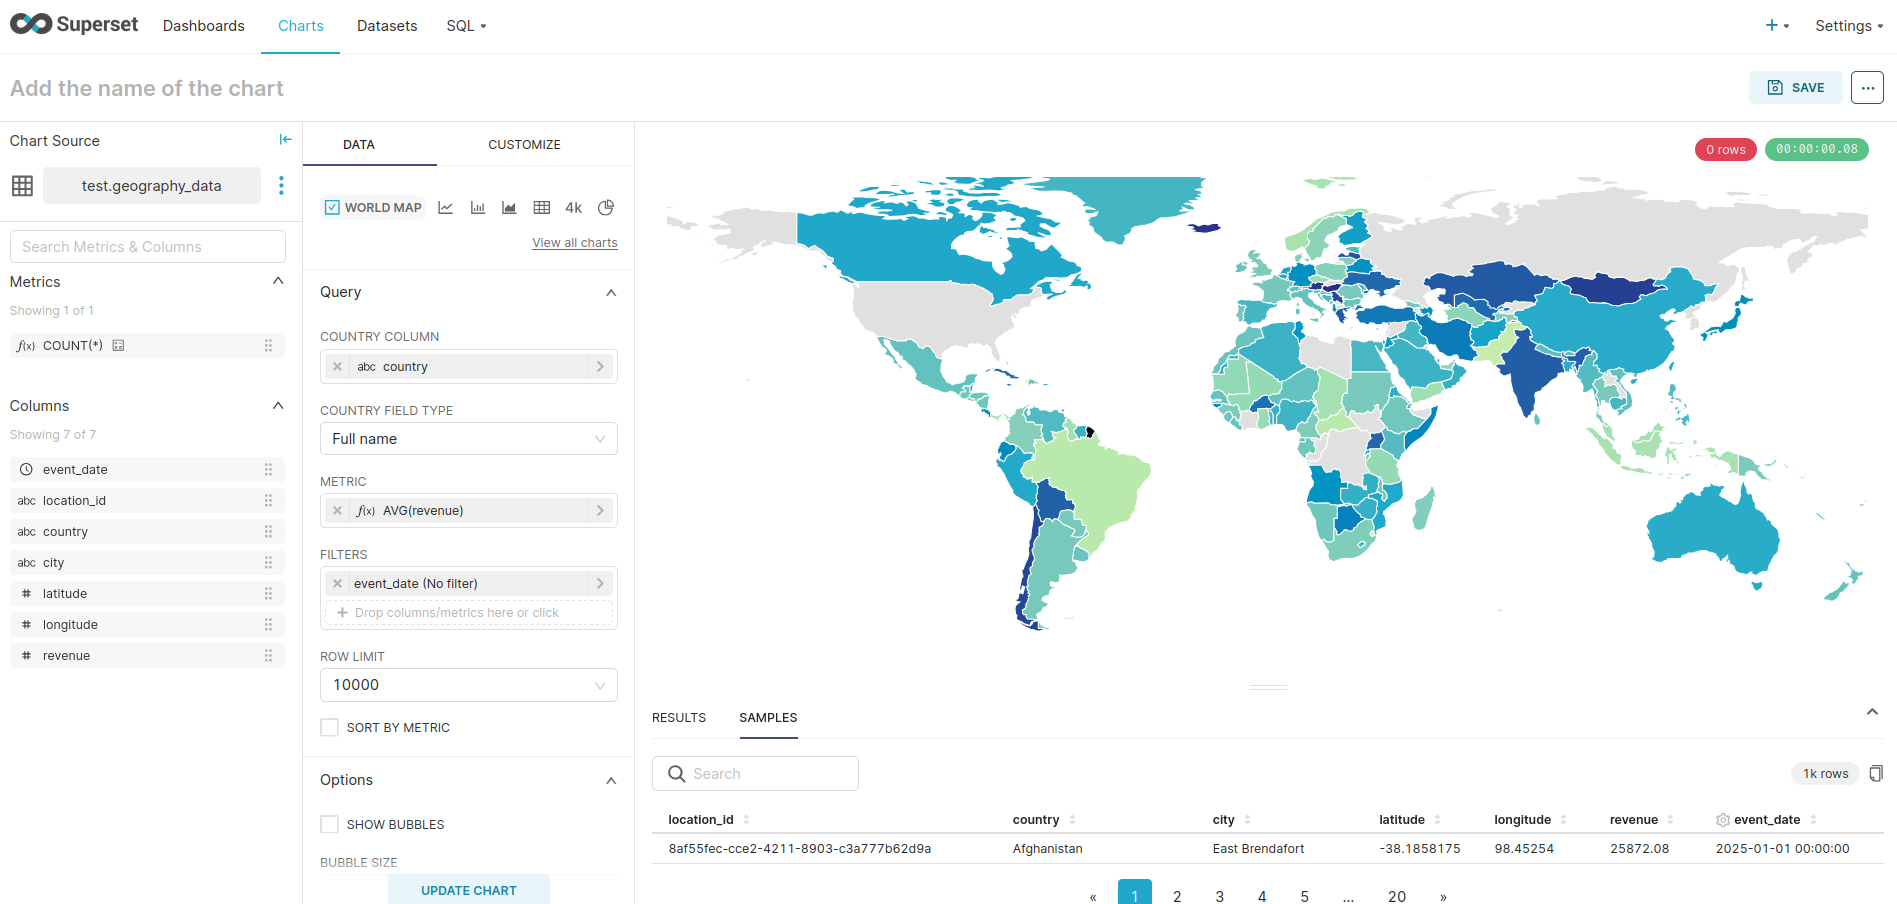 Superset
Dashboards
Charts
Datasets
SQL
+
Settings
Add the name of the chart
SAVE
...
Chart Source
test.geography_data
Search Metrics & Columns
Metrics
Showing 1 of 1
f(x) COUNT(*)
Columns
Showing 7 of 7
event_date
abc location_id
abc country
abc city
# latitude
# longitude
# revenue
DATA
CUSTOMIZE
WORLD MAP
4k
View all charts
Query
COUNTRY COLUMN
abc country
COUNTRY FIELD TYPE
Full name
METRIC
f(x) AVG(revenue)
FILTERS
event_date (No filter)
+ Drop columns/metrics here or click
ROW LIMIT
10000
SORT BY METRIC
Options
SHOW BUBBLES
BUBBLE SIZE
UPDATE CHART
0 rows
00:00:00.08
RESULTS
SAMPLES
Search
1k rows
location_id country city latitude longitude revenue event_date
8af55fec-cce2-4211-8903-c3a777b62d9a Afghanistan East Brendafort -38.1858175 98.45254 25872.08 2025-01-01 00:00:00
« 1 2 3 4 5 ... 20 »